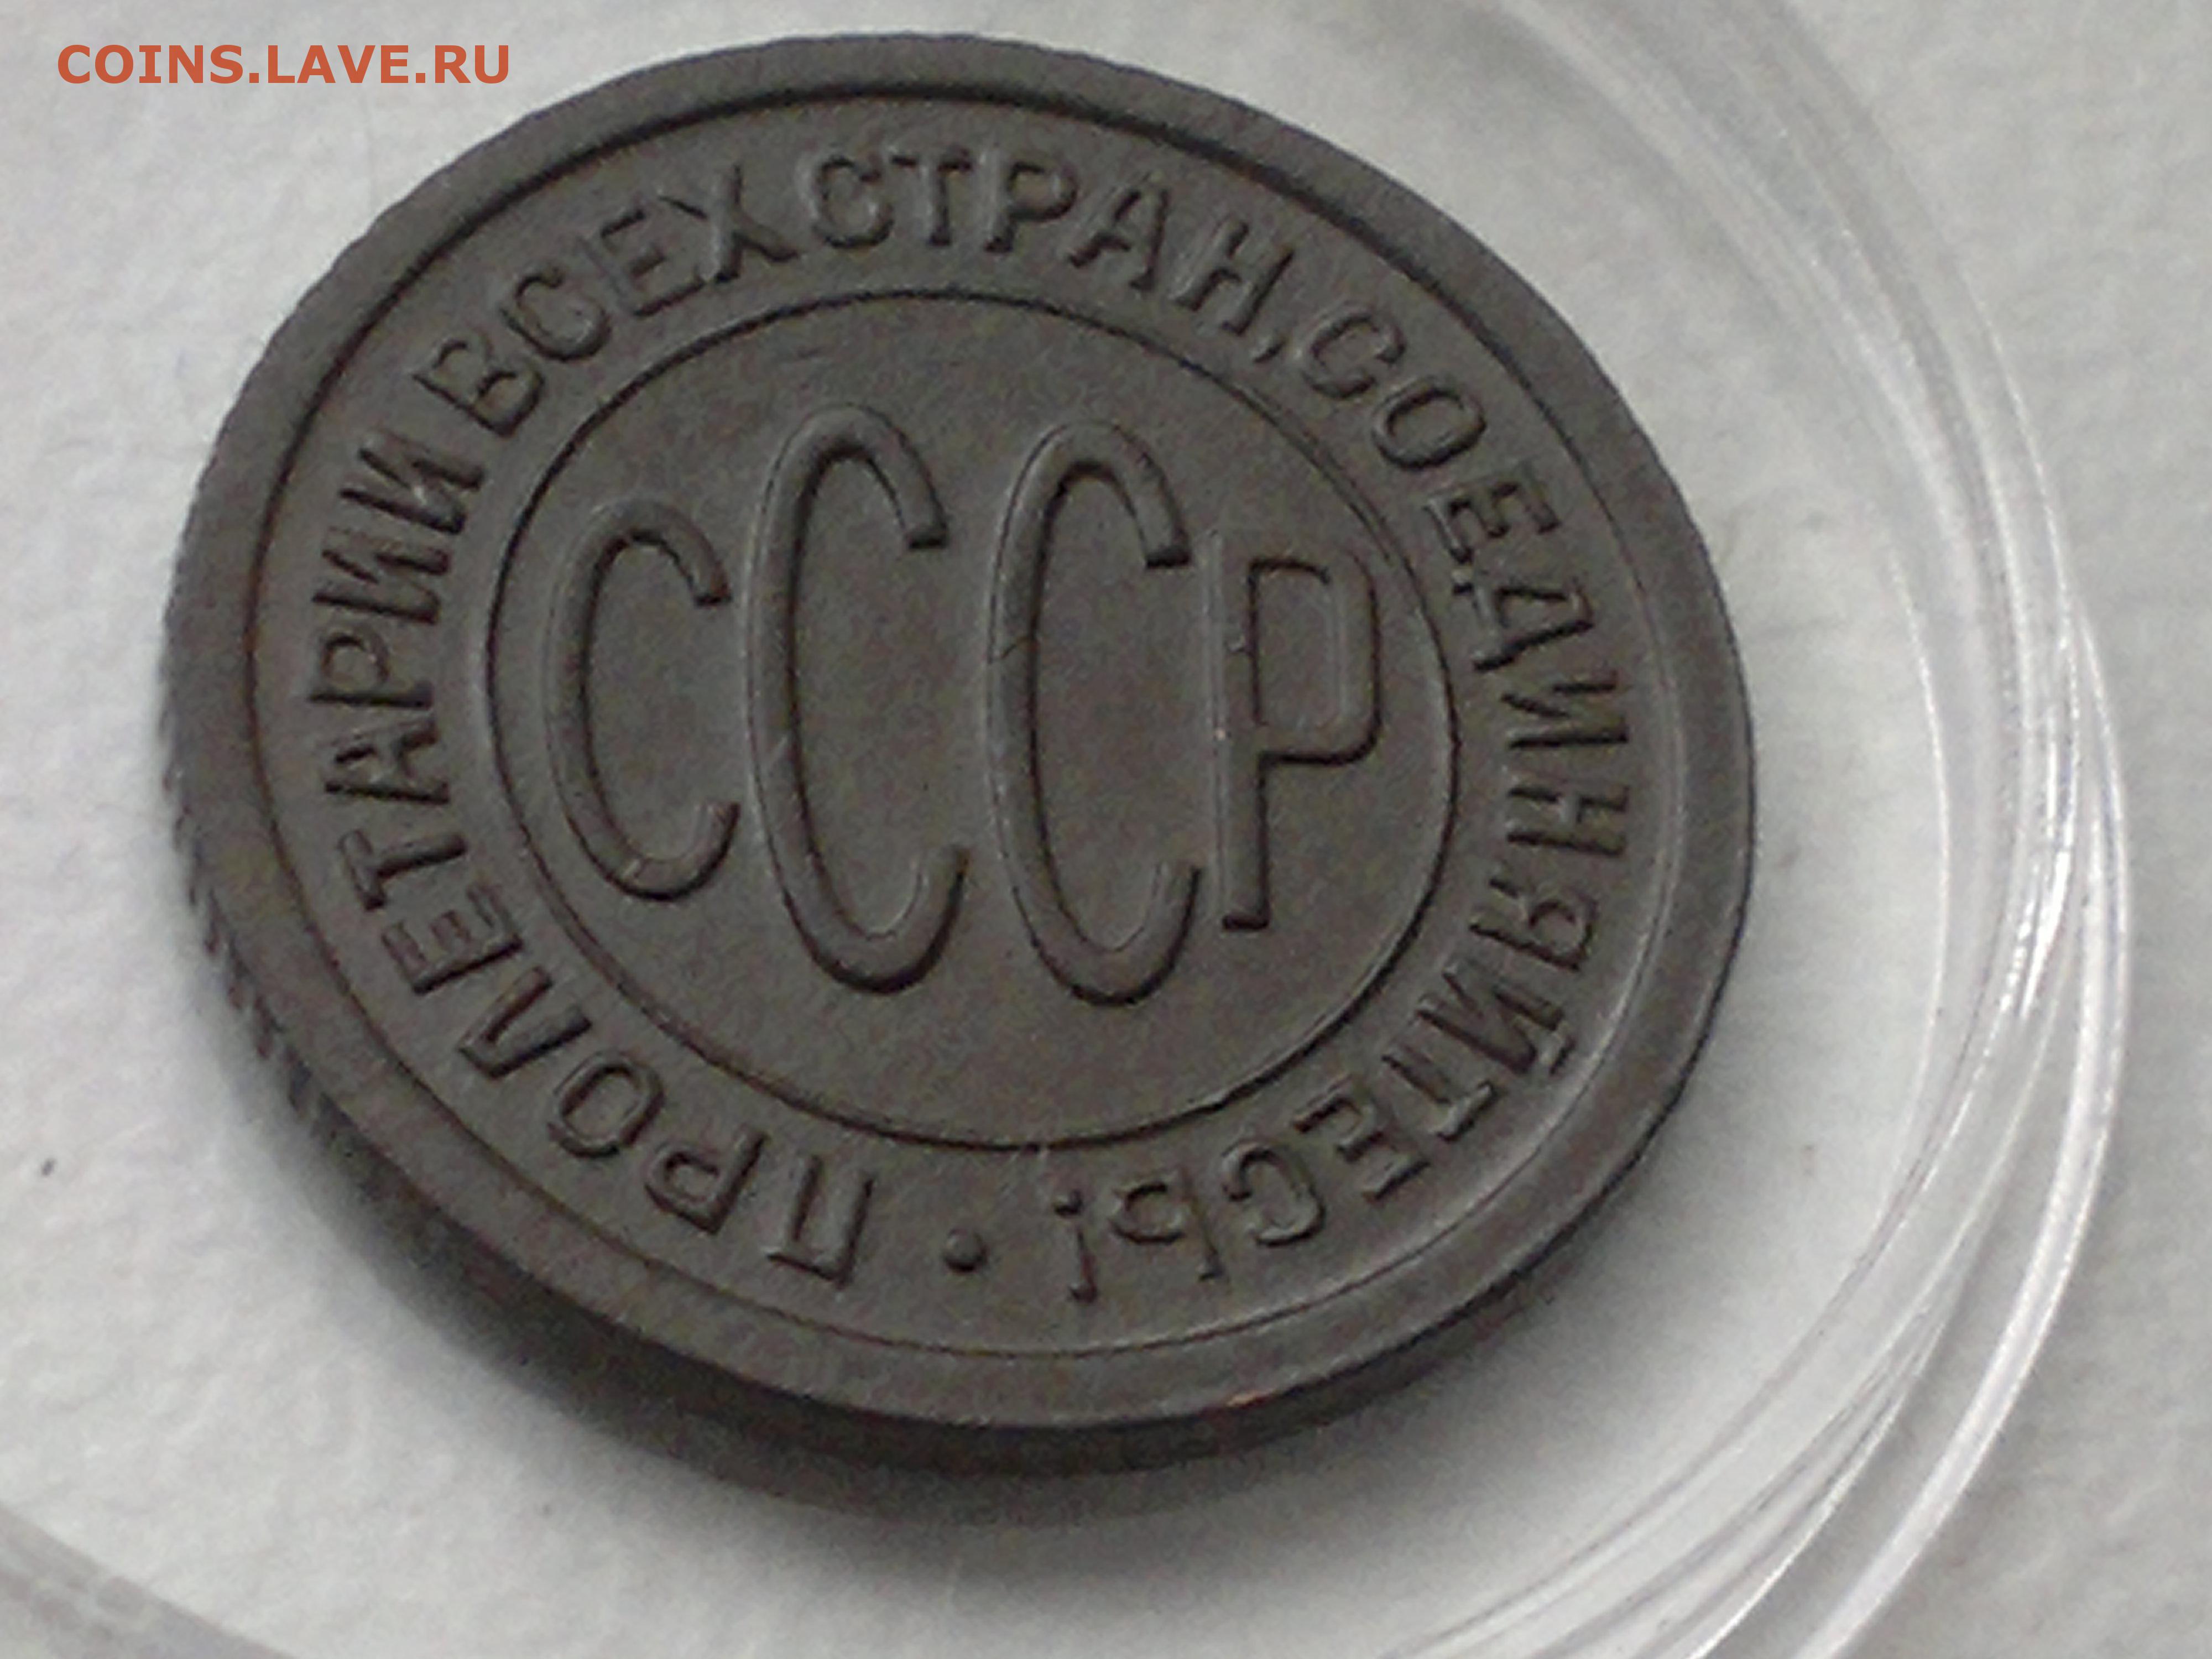 COINS.LAVE.RU
ПРОЛЕТАРИИ ВСЕХ СТРАН, СОЕДИНЯЙТЕСЬ! •
СССР